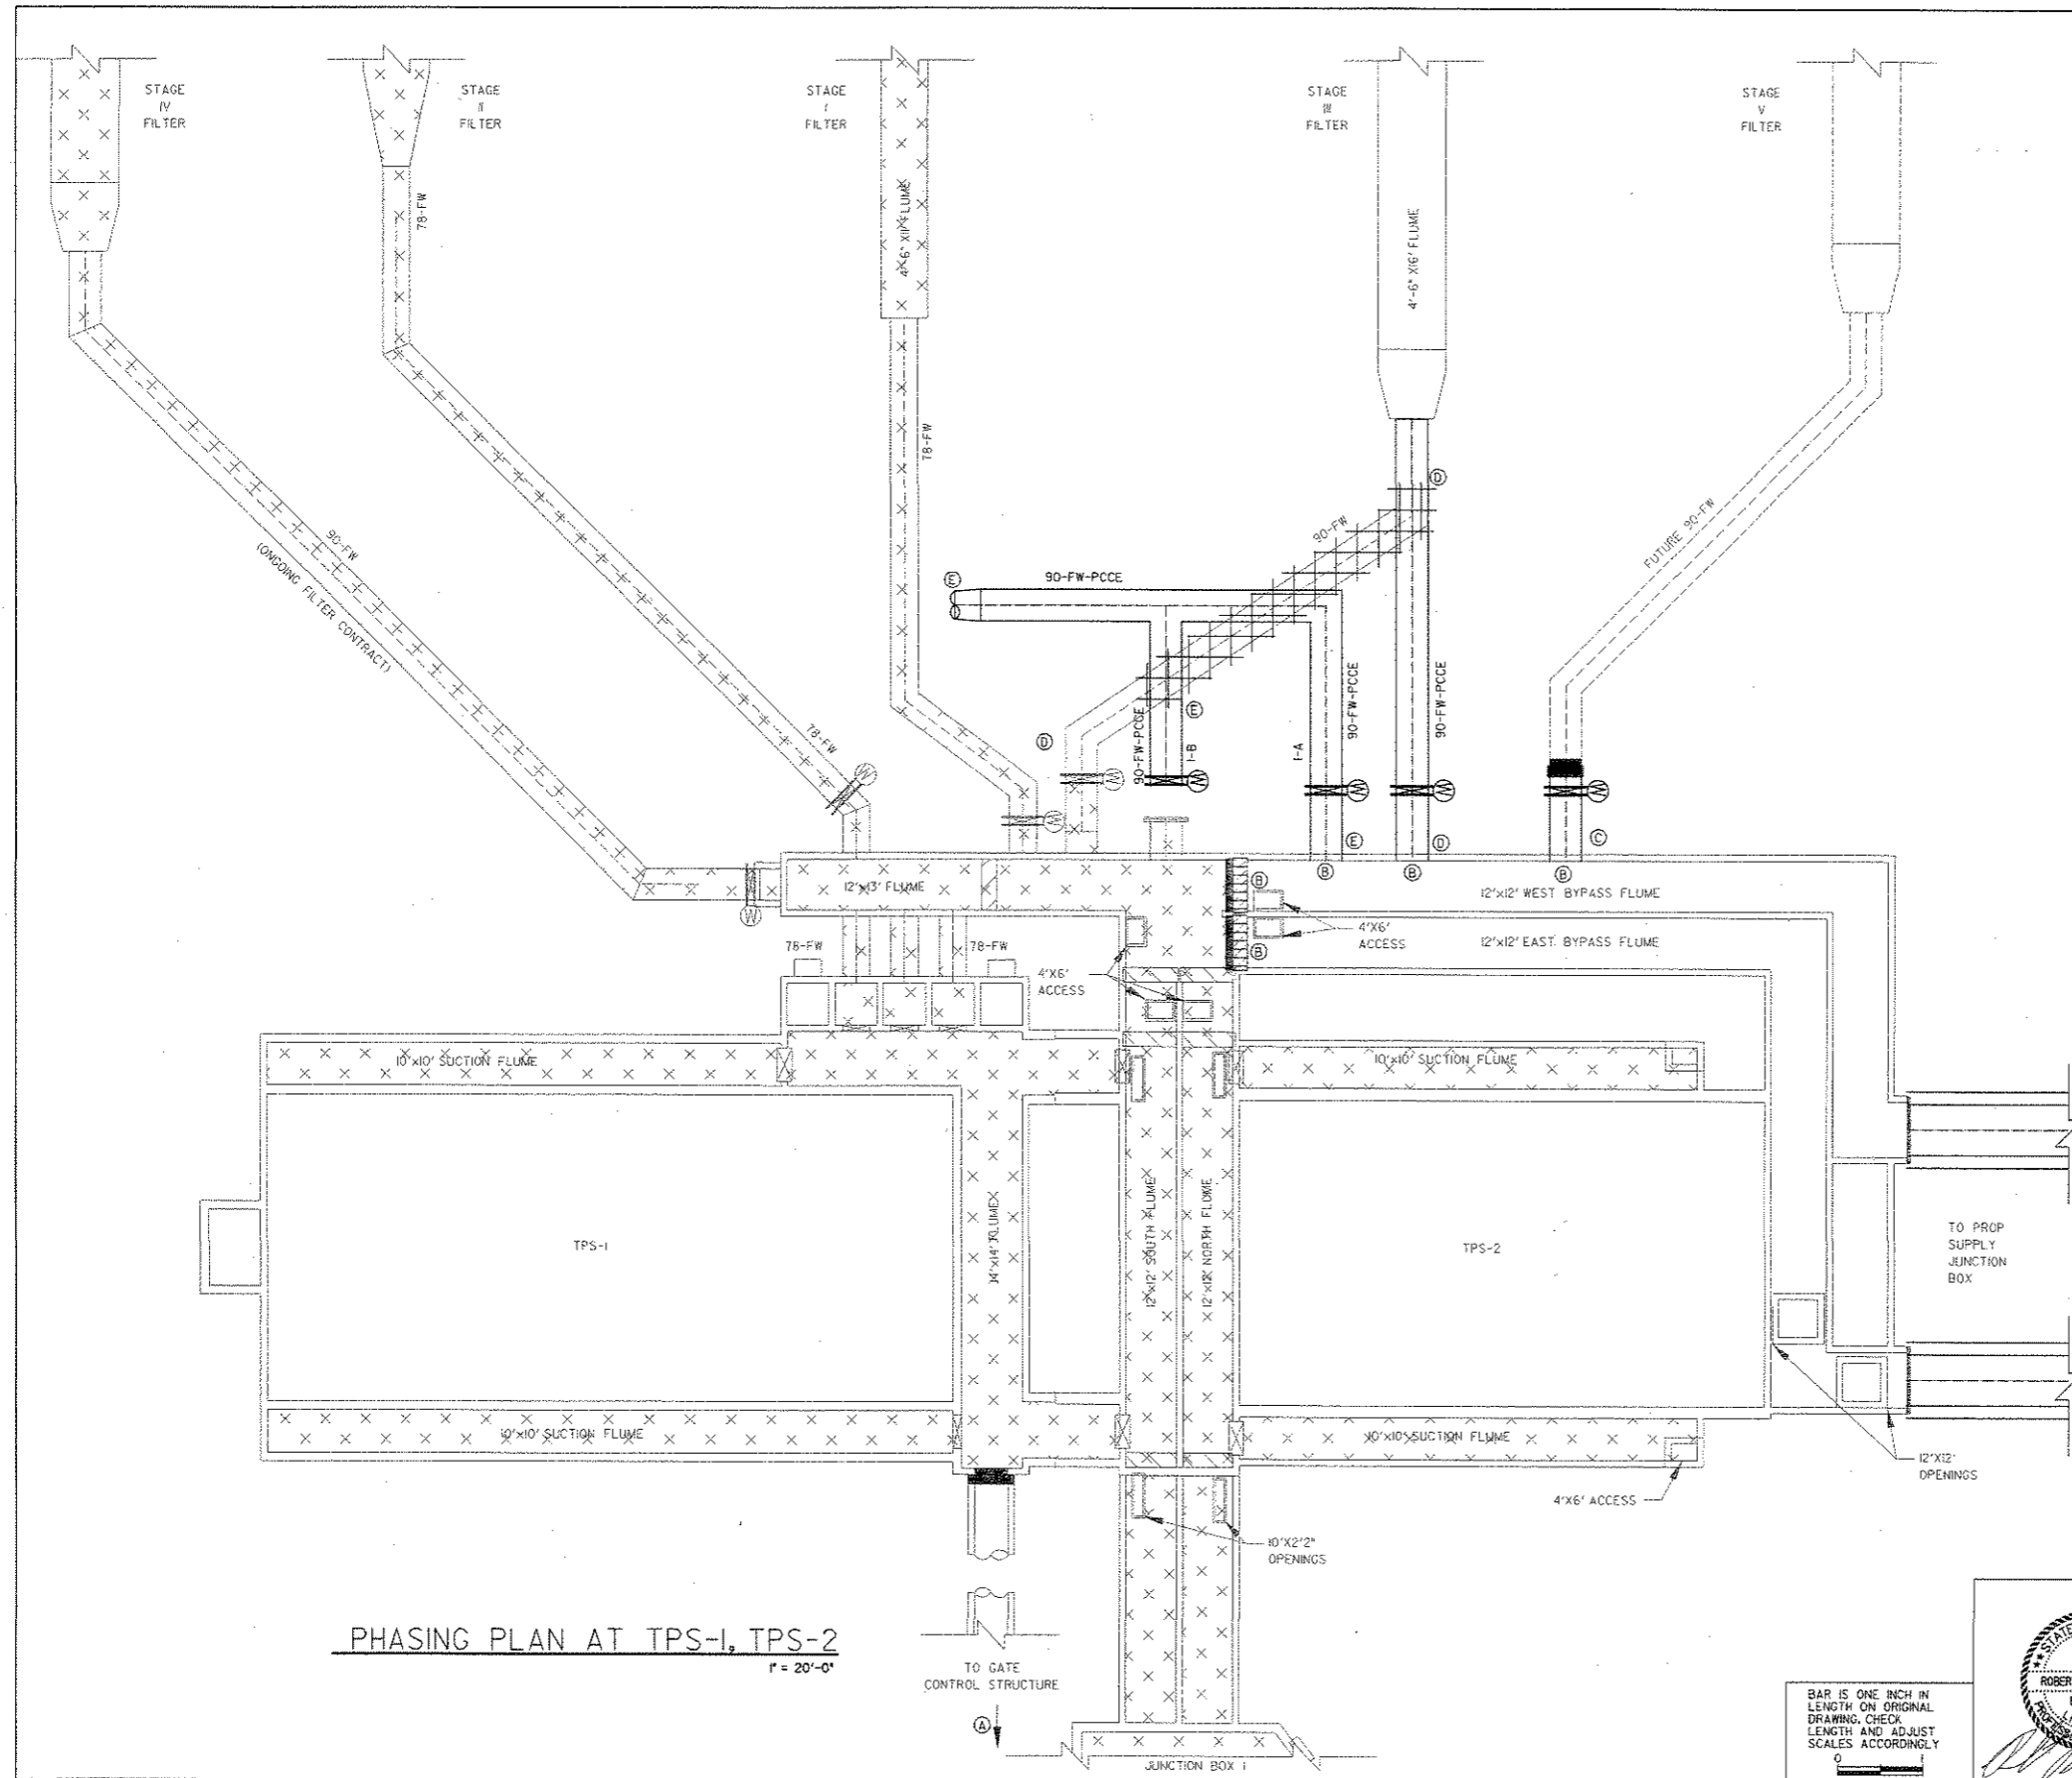 STAGE
IV
FILTER
STAGE
II
FILTER
STAGE
I
FILTER
STAGE
III
FILTER
STAGE
V
FILTER
78-FW
4'-6" X11' FLUME
4'-6" X16' FLUME
78-FW
90-FW
(ONGOING FILTER CONTRACT)
78-FW
90-FW
FUTURE 90-FW
D
E
90-FW-PCCE
D
90-FW-PCCE
E
1-B
1-A
90-FW-PCCE
90-FW-PCCE
E
D
C
B
B
B
12'x13' FLUME
B
B
12'x12' WEST BYPASS FLUME
12'x12' EAST BYPASS FLUME
4'X6'
ACCESS
78-FW
78-FW
4'X6'
ACCESS
10'x10' SUCTION FLUME
10'x10' SUCTION FLUME
TPS-1
14'x14' FLUME
12'x12' SOUTH FLUME
12'x12' NORTH FLUME
TPS-2
TO PROP
SUPPLY
JUNCTION
BOX
10'x10' SUCTION FLUME
10'x10' SUCTION FLUME
12'X12'
OPENINGS
4'X6' ACCESS
10'X2'2"
OPENINGS
PHASING PLAN AT TPS-1, TPS-2
1" = 20'-0"
TO GATE
CONTROL STRUCTURE
A
JUNCTION BOX 1
BAR IS ONE INCH IN
LENGTH ON ORIGINAL
DRAWING. CHECK
LENGTH AND ADJUST
SCALES ACCORDINGLY
0 1
STATE
ROBER